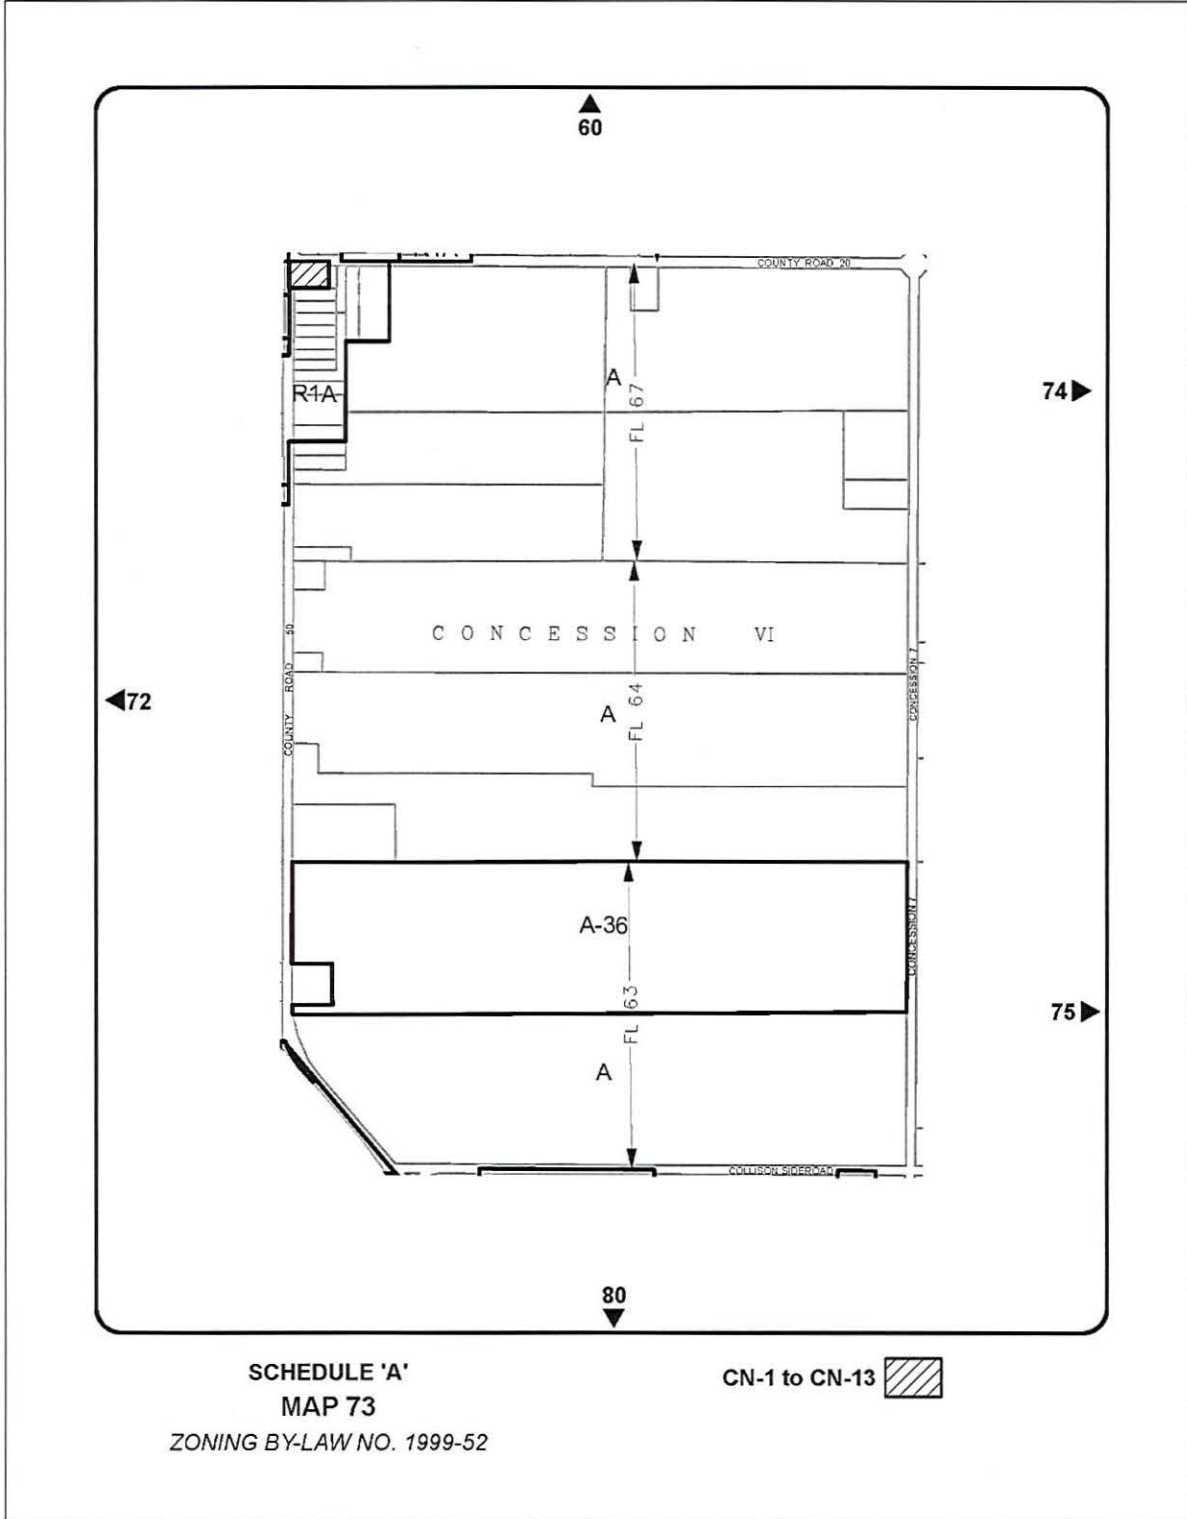 60
COUNTY ROAD 20
A
FL 67
R1A
74
CONCESSION VI
COUNTY ROAD 50
CONCESSION 7
72
A
FL 64
A-36
CONCESSION 7
FL 63
75
A
COLLISON SIDEROAD
80
SCHEDULE 'A'
MAP 73
ZONING BY-LAW NO. 1999-52
CN-1 to CN-13